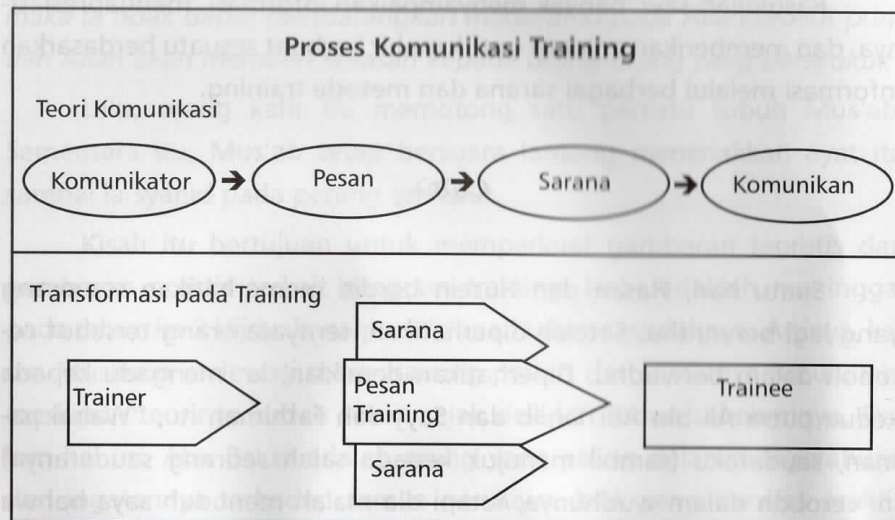 Proses Komunikasi Training
Teori Komunikasi
Komunikator
Pesan
Sarana
Komunikan
Transformasi pada Training
Sarana
Trainer
Pesan
Training
Trainee
Sarana